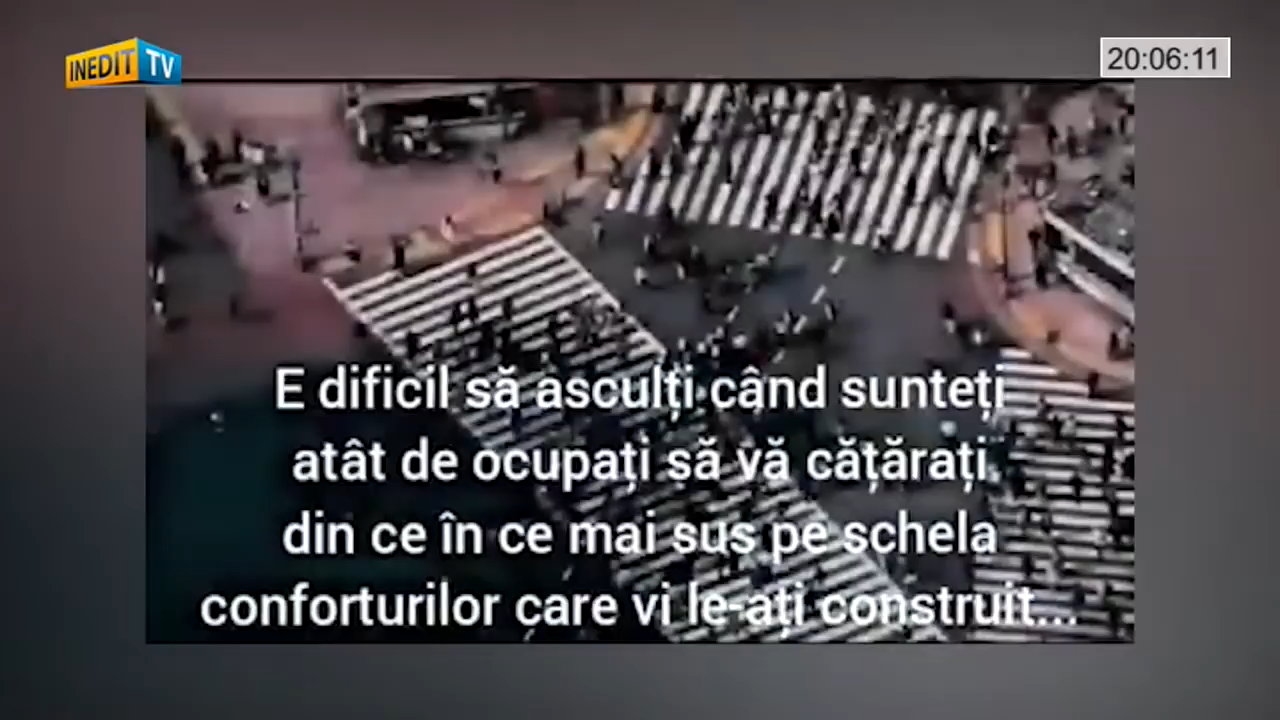 INEDIT TV
20:06:11
E dificil să asculți când sunteți
atât de ocupați să vă cățărați
din ce în ce mai sus pe schela
conforturilor care vi le-ați construit...